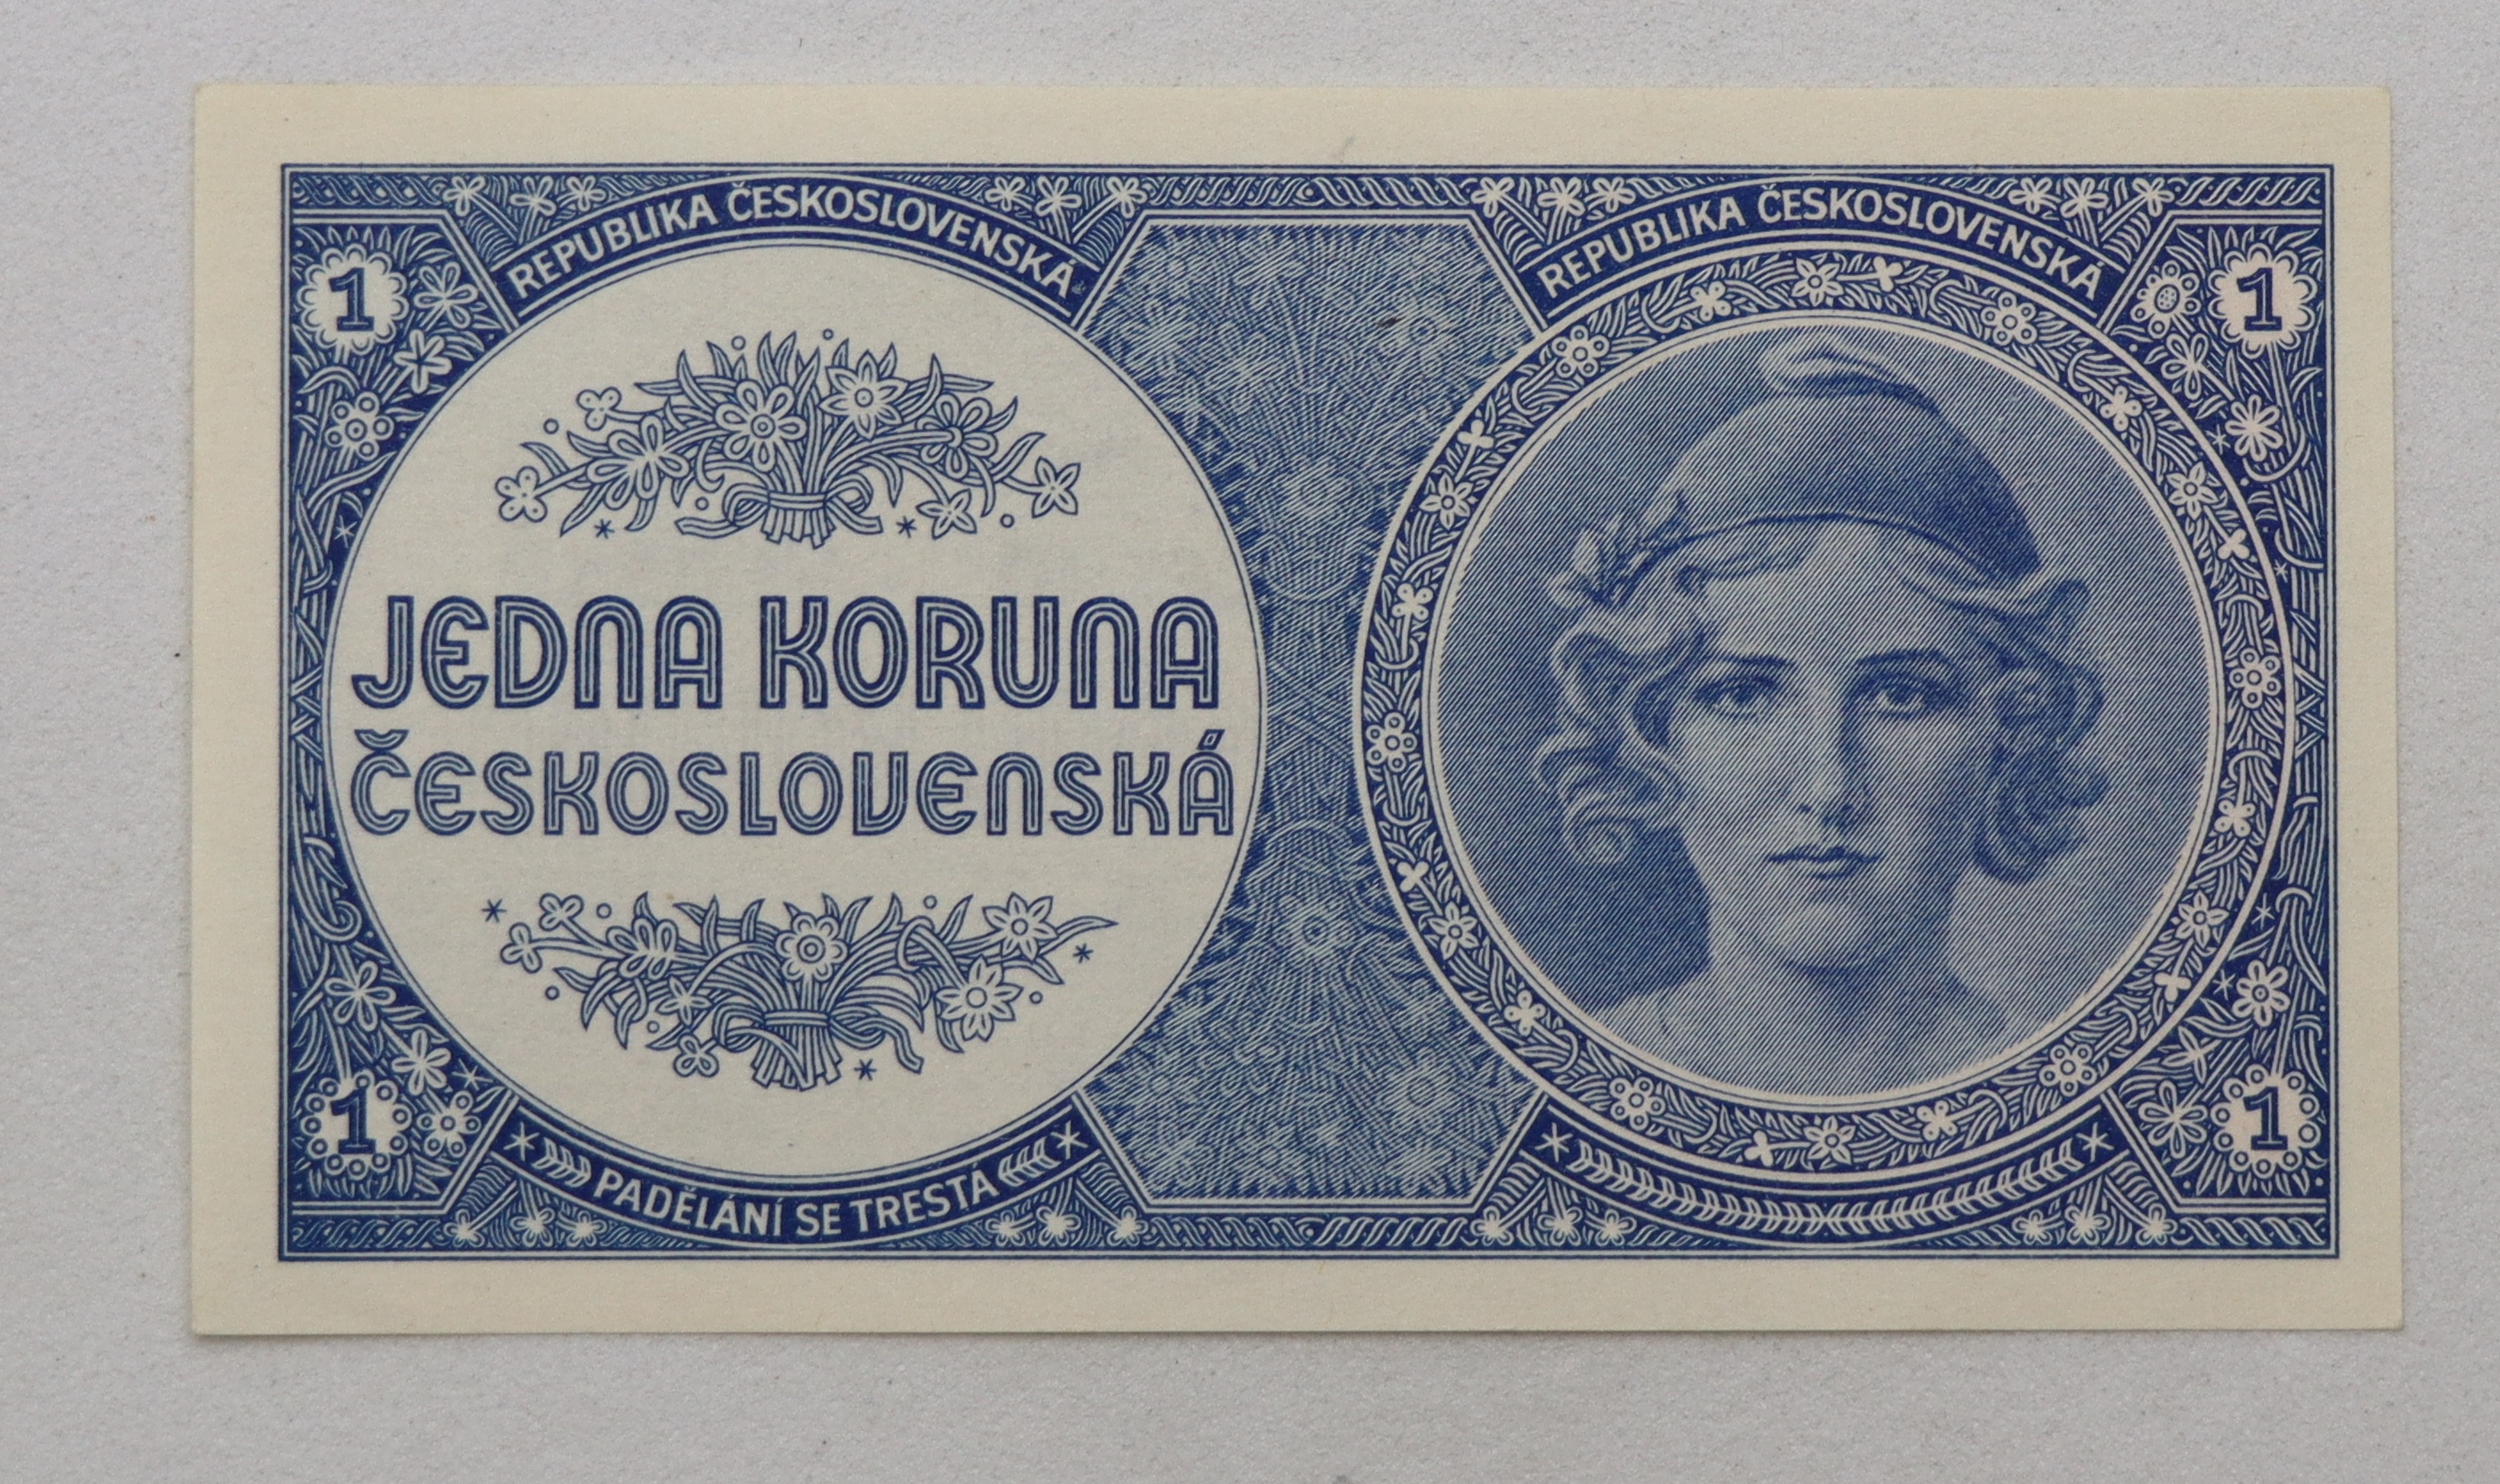 REPUBLIKA ČESKOSLOVENSKÁ
REPUBLIKA ČESKOSLOVENSKÁ
1
1
JEDNA KORUNA
ČESKOSLOVENSKÁ
1
1
PADĚLÁNÍ SE TRESTÁ